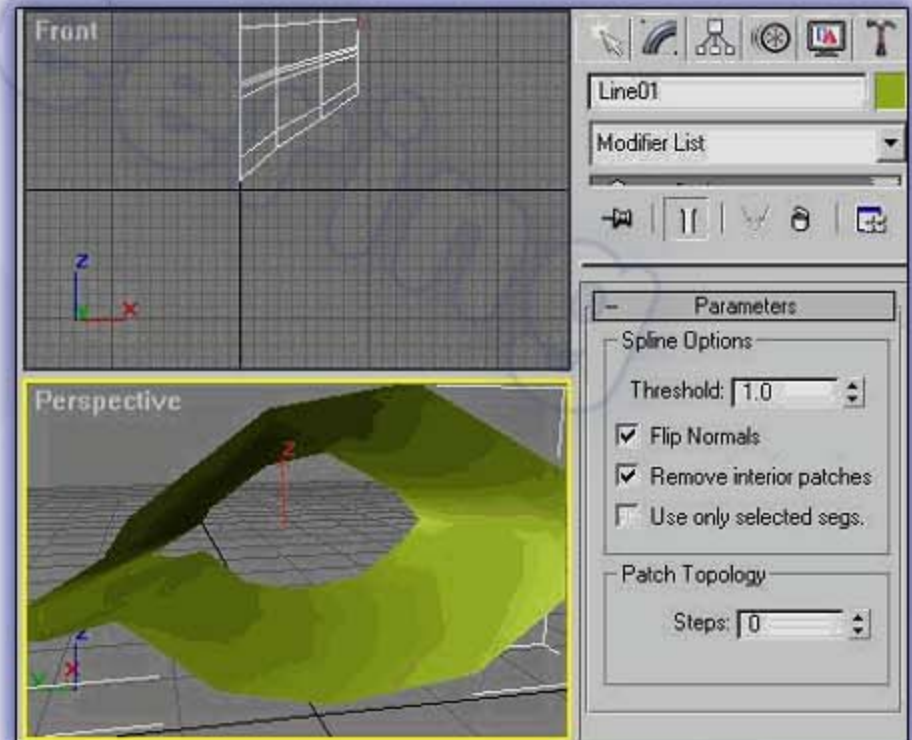 Front
z
x
Perspective
z
z
x
y
Line01
Modifier List
Parameters
Spline Options
Threshold: 1.0
Flip Normals
Remove interior patches
Use only selected segs.
Patch Topology
Steps: 0